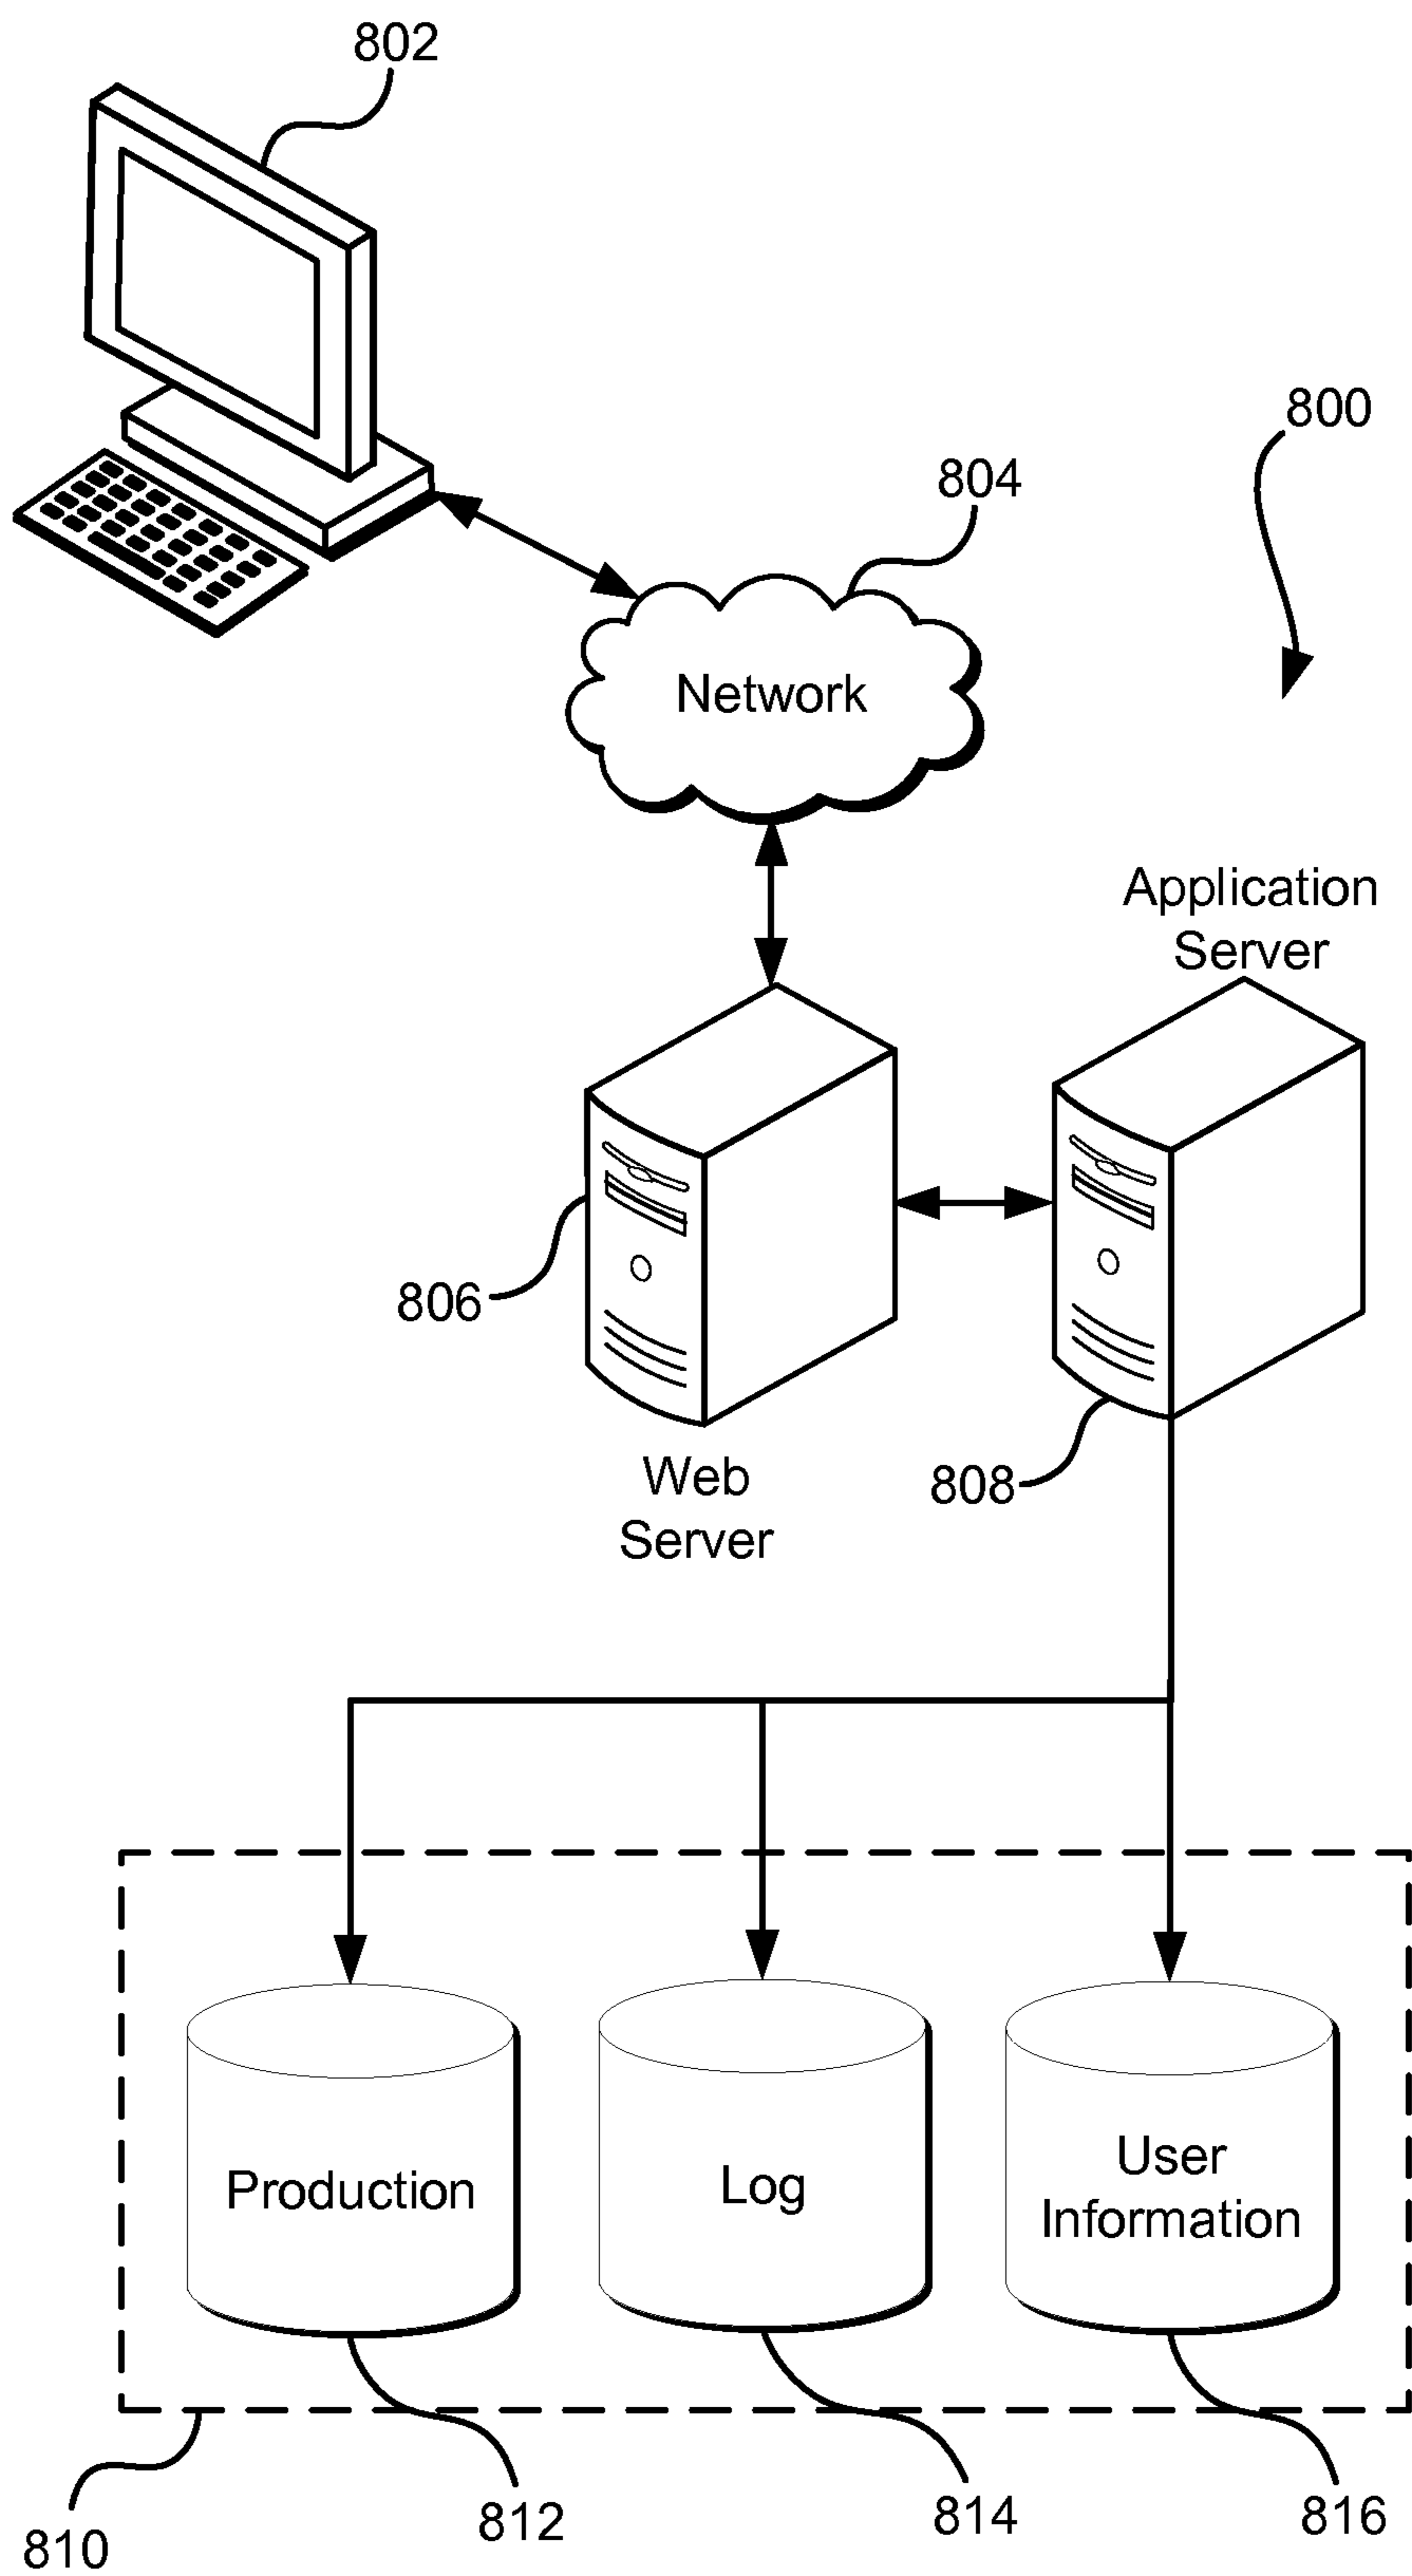 802
800
804
Network
Application
Server
806
Web
Server
808
Production
Log
User
Information
810
812
814
816